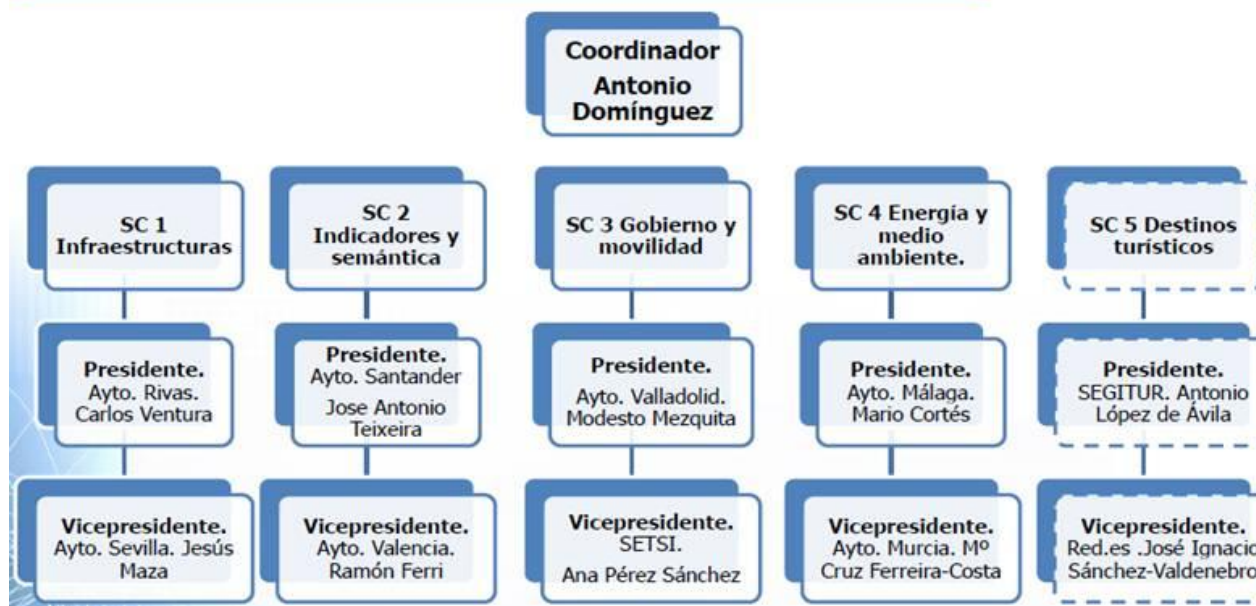 Coordinador
Antonio
Domínguez
SC 1
Infraestructuras
SC 2
Indicadores y
semántica
SC 3 Gobierno y
movilidad
SC 4 Energía y
medio
ambiente.
SC 5 Destinos
turísticos
Presidente.
Ayto. Rivas.
Carlos Ventura
Presidente.
Ayto. Santander
Jose Antonio
Teixeira
Presidente.
Ayto. Valladolid.
Modesto Mezquita
Presidente.
Ayto. Málaga.
Mario Cortés
Presidente.
SEGITUR. Antonio
López de Ávila
Vicepresidente.
Ayto. Sevilla. Jesús
Maza
Vicepresidente.
Ayto. Valencia.
Ramón Ferri
Vicepresidente.
SETSI.
Ana Pérez Sánchez
Vicepresidente.
Ayto. Murcia. Mº
Cruz Ferreira-Costa
Vicepresidente.
Red.es .José Ignacio
Sánchez-Valdenebro